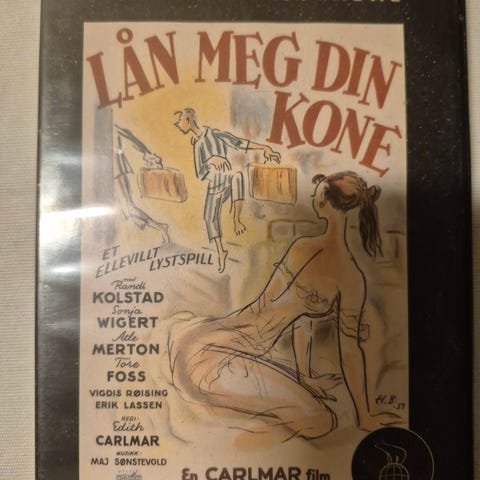 LÅN MEG DIN
KONE
ET
ELLEVILLT
LYSTSPILL
med
Randi
KOLSTAD
Sonja
WIGERT
Atle
MERTON
Tore
FOSS
VIGDIS RØISING
ERIK LASSEN
REGI:
Edith
CARLMAR
MUSIKK:
MAJ SØNSTEVOLD
H.B
-57
En CARLMAR film